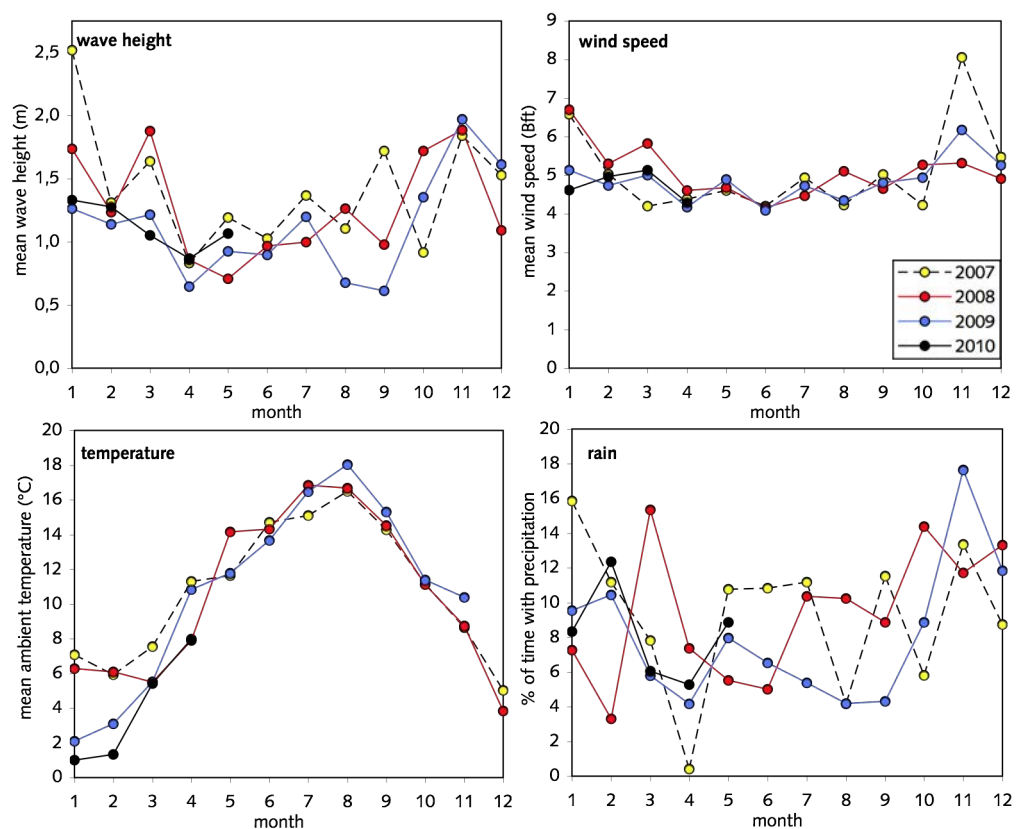 wave height
mean wave height (m)
2,5
2,0
1,5
1,0
0,5
0,0
1 2 3 4 5 6 7 8 9 10 11 12
month
wind speed
mean wind speed (Bft)
9
8
7
6
5
4
3
2
1
0
2007
2008
2009
2010
1 2 3 4 5 6 7 8 9 10 11 12
month
temperature
mean ambient temperature (°C)
20
18
16
14
12
10
8
6
4
2
0
1 2 3 4 5 6 7 8 9 10 11 12
month
rain
% of time with precipitation
20
18
16
14
12
10
8
6
4
2
0
1 2 3 4 5 6 7 8 9 10 11 12
month